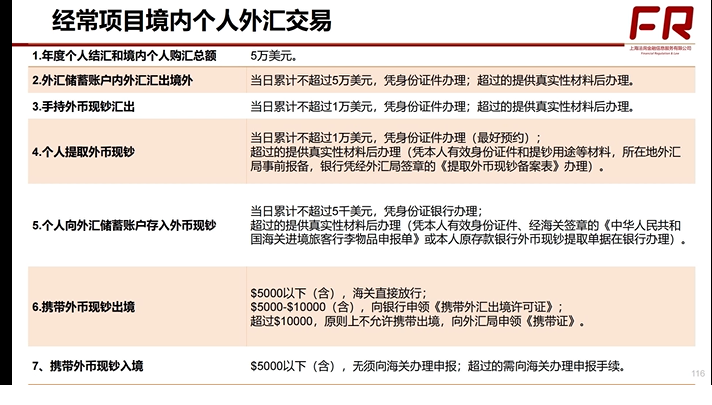 经常项目境内个人外汇交易
FR
上海法询金融信息服务有限公司
Financial Regulation & Law
1.年度个人结汇和境内个人购汇总额
5万美元。
2.外汇储蓄账户内外汇汇出境外
当日累计不超过5万美元，凭身份证件办理；超过的提供真实性材料后办理。
3.手持外币现钞汇出
当日累计不超过1万美元，凭身份证件办理；超过的提供真实性材料后办理。
4.个人提取外币现钞
当日累计不超过1万美元，凭身份证件办理（最好预约）；
超过的提供真实性材料后办理（凭本人有效身份证件和提钞用途等材料，所在地外汇
局事前报备，银行凭经外汇局签章的《提取外币现钞备案表》办理）。
5.个人向外汇储蓄账户存入外币现钞
当日累计不超过5千美元，凭身份证银行办理；
超过的提供真实性材料后办理（凭本人有效身份证件、经海关签章的《中华人民共和
国海关进境旅客行李物品申报单》或本人原存款银行外币现钞提取单据在银行办理）。
6.携带外币现钞出境
$5000以下（含），海关直接放行；
$5000-$10000（含），向银行申领《携带外汇出境许可证》；
超过$10000，原则上不允许携带出境，向外汇局申领《携带证》。
7、携带外币现钞入境
$5000以下（含），无须向海关办理申报；超过的需向海关办理申报手续。
116